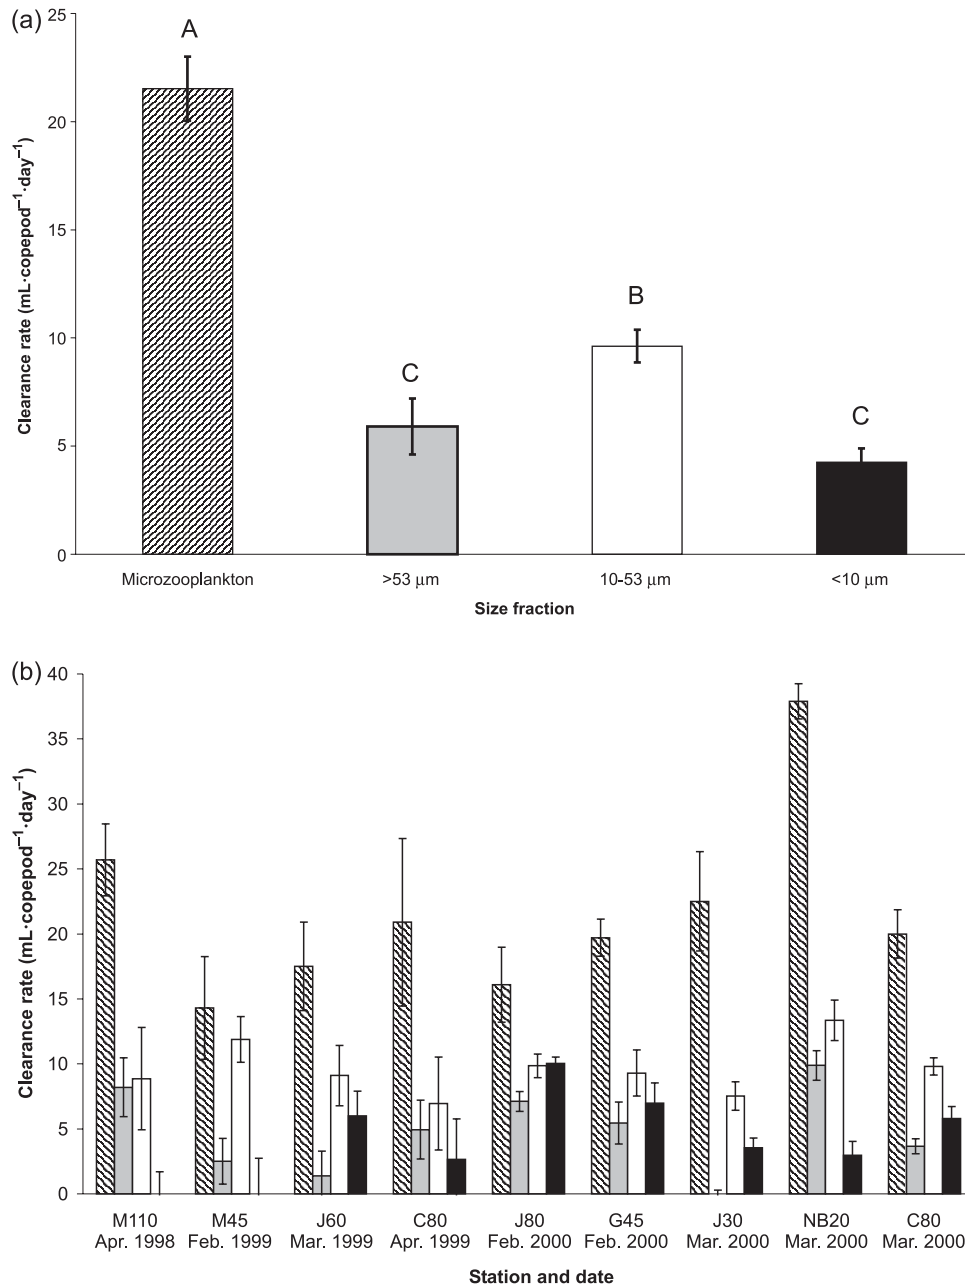 (a)
25
20
15
10
5
0
Clearance rate (mL·copepod⁻¹·day⁻¹)
A
C
B
C
Microzooplankton >53 μm 10-53 μm <10 μm
Size fraction
(b)
40
35
30
25
20
15
10
5
0
Clearance rate (mL·copepod⁻¹·day⁻¹)
M110 M45 J60 C80 J80 G45 J30 NB20 C80
Apr. 1998 Feb. 1999 Mar. 1999 Apr. 1999 Feb. 2000 Feb. 2000 Mar. 2000 Mar. 2000 Mar. 2000
Station and date